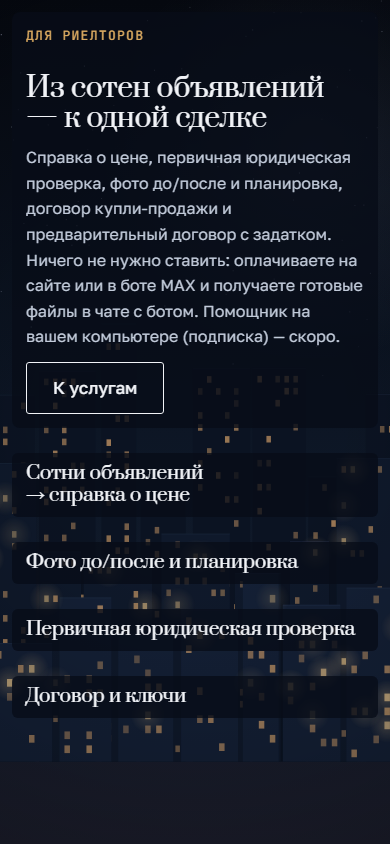 ДЛЯ РИЕЛТОРОВ
Из сотен объявлений
— к одной сделке
Справка о цене, первичная юридическая
проверка, фото до/после и планировка,
договор купли-продажи и
предварительный договор с задатком.
Ничего не нужно ставить: оплачиваете на
сайте или в боте MAX и получаете готовые
файлы в чате с ботом. Помощник на
вашем компьютере (подписка) — скоро.
К услугам
Сотни объявлений
→ справка о цене
Фото до/после и планировка
Первичная юридическая проверка
Договор и ключи